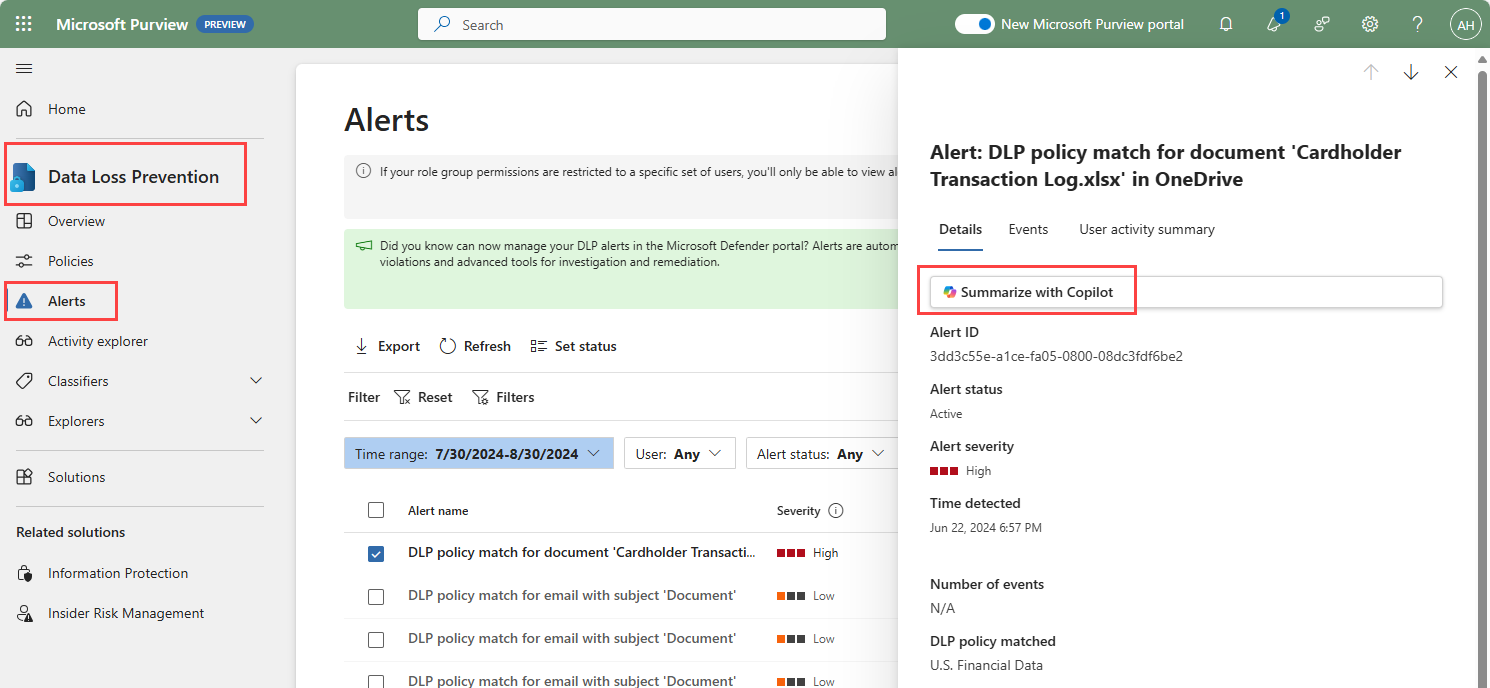 Microsoft Purview PREVIEW
Search
New Microsoft Purview portal
1
?
AH
Home
Data Loss Prevention
Overview
Policies
Alerts
Activity explorer
Classifiers
Explorers
Solutions
Related solutions
Information Protection
Insider Risk Management
Alerts
If your role group permissions are restricted to a specific set of users, you'll only be able to view al
Did you know can now manage your DLP alerts in the Microsoft Defender portal? Alerts are autom
violations and advanced tools for investigation and remediation.
Export Refresh Set status
Filter Reset Filters
Time range: 7/30/2024-8/30/2024 User: Any Alert status: Any
Alert name Severity
DLP policy match for document 'Cardholder Transacti... High
DLP policy match for email with subject 'Document' Low
DLP policy match for email with subject 'Document' Low
DLP policy match for email with subject 'Document' Low
Alert: DLP policy match for document 'Cardholder
Transaction Log.xlsx' in OneDrive
Details Events User activity summary
Summarize with Copilot
Alert ID
3dd3c55e-a1ce-fa05-0800-08dc3fdf6be2
Alert status
Active
Alert severity
High
Time detected
Jun 22, 2024 6:57 PM
Number of events
N/A
DLP policy matched
U.S. Financial Data